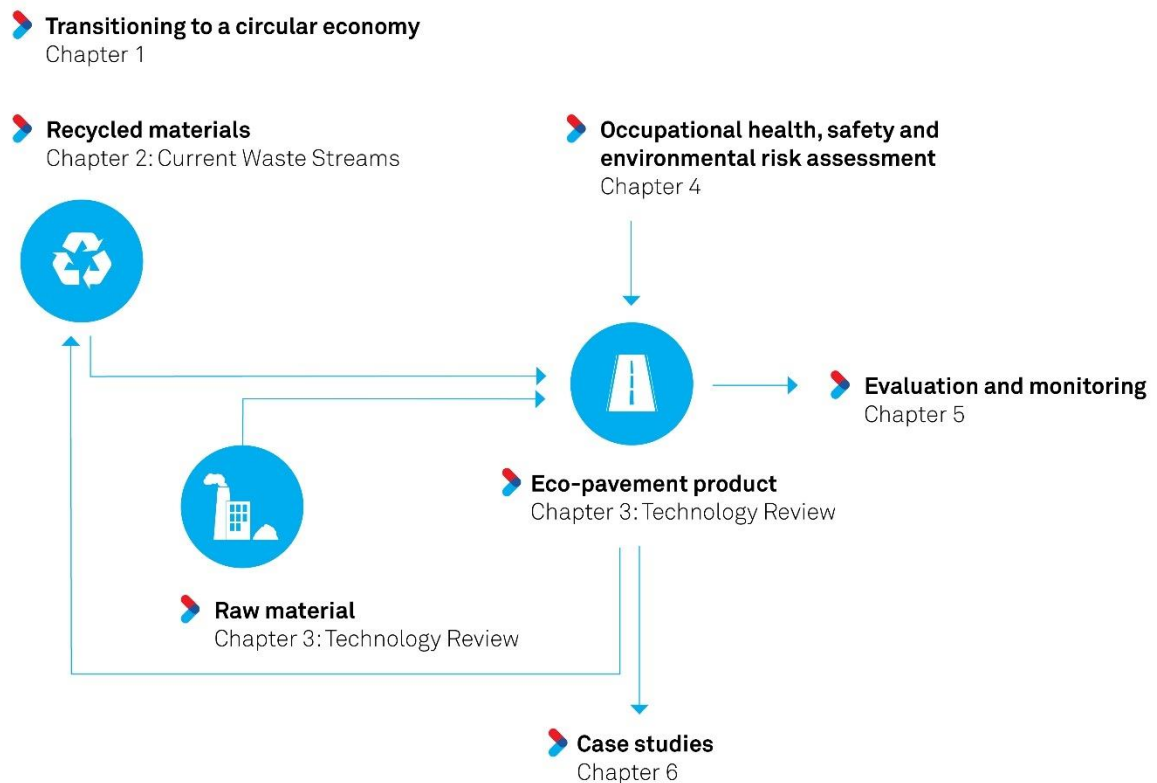 Transitioning to a circular economy
Chapter 1
Recycled materials
Chapter 2: Current Waste Streams
Occupational health, safety and
environmental risk assessment
Chapter 4
Evaluation and monitoring
Chapter 5
Eco-pavement product
Chapter 3: Technology Review
Raw material
Chapter 3: Technology Review
Case studies
Chapter 6